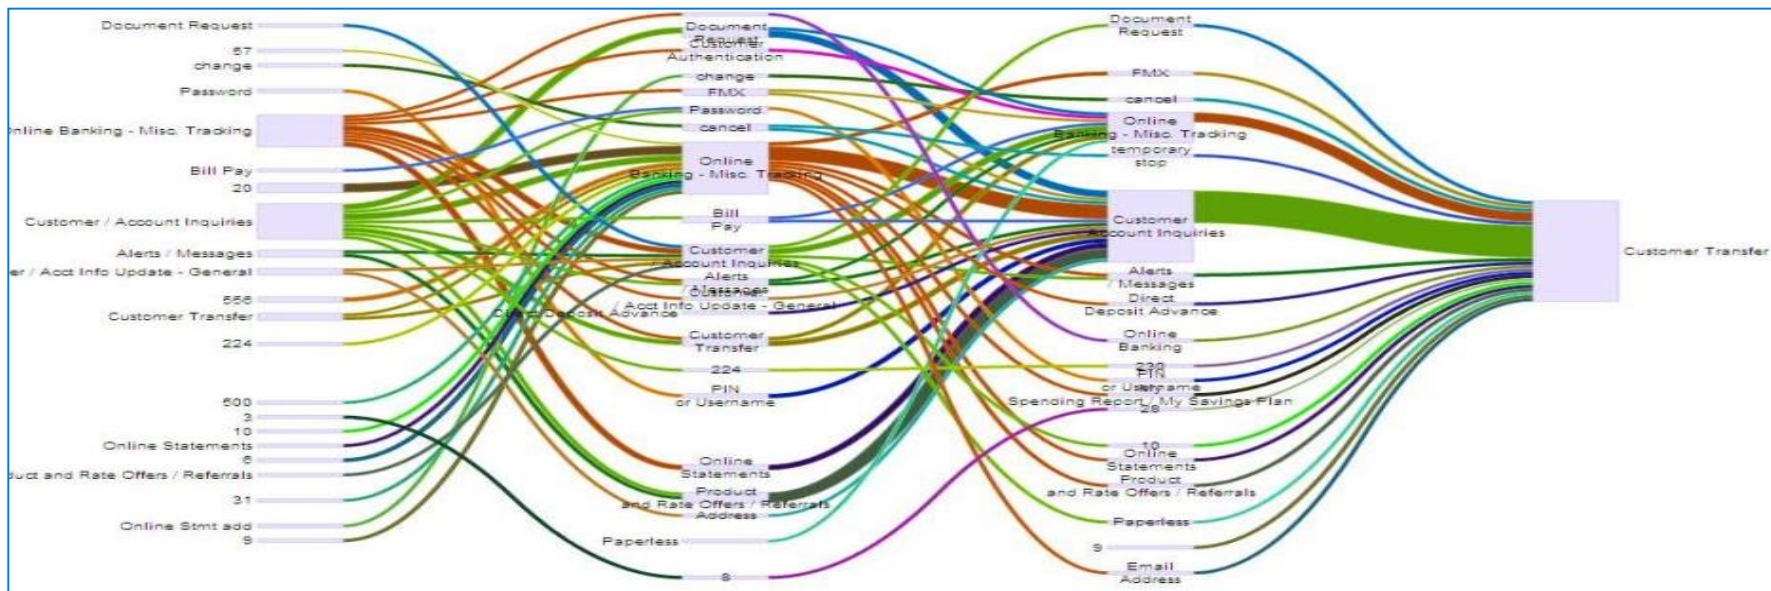 Document Request
67
change
Password
Online Banking - Misc. Tracking
Bill Pay
20
Customer / Account Inquiries
Alerts / Messages
er / Acct Info Update - General
556
Customer Transfer
224
500
3
10
Online Statements
6
duct and Rate Offers / Referrals
31
Online Stmt add
9
Document
Request
Customer
Authentication
change
FMX
Password
cancel
Online
Banking - Misc. Tracking
Bill
Pay
Customer
/ Account Inquiries
Alerts
/ Messages
Customer
/ Acct Info Update - General
Direct Deposit Advance
Customer
Transfer
224
PIN
or Username
Online
Statements
Product
and Rate Offers / Referrals
Address
Paperless
8
Document
Request
FMX
cancel
Online
Banking - Misc. Tracking
temporary
stop
Customer
Account Inquiries
Alerts
/ Messages
Direct
Deposit Advance
Online
Banking
PIN
or Username
Spending Report / My Savings Plan
28
10
Online
Statements
Product
and Rate Offers / Referrals
Paperless
9
Email
Address
Customer Transfer